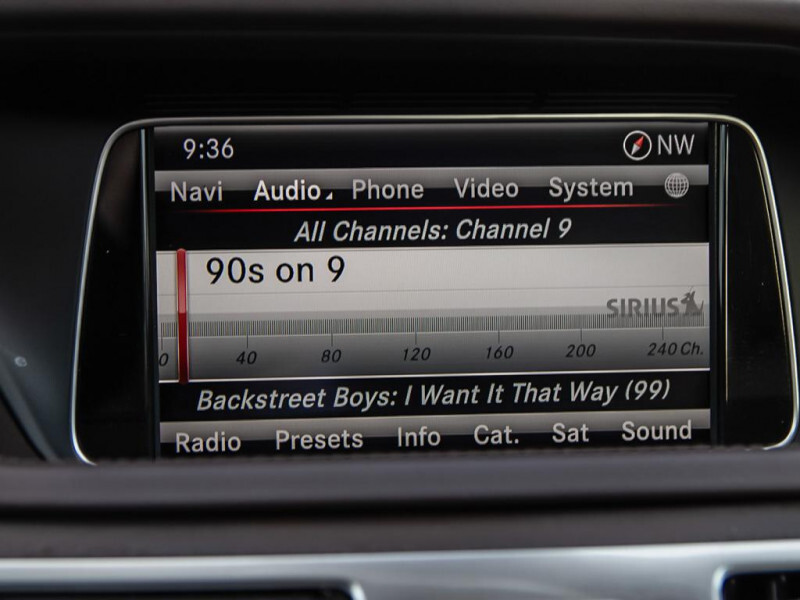 9:36 NW
Navi Audio Phone Video System
All Channels: Channel 9
90s on 9
SIRIUS
0 40 80 120 160 200 240 Ch.
Backstreet Boys: I Want It That Way (99)
Radio Presets Info Cat. Sat Sound